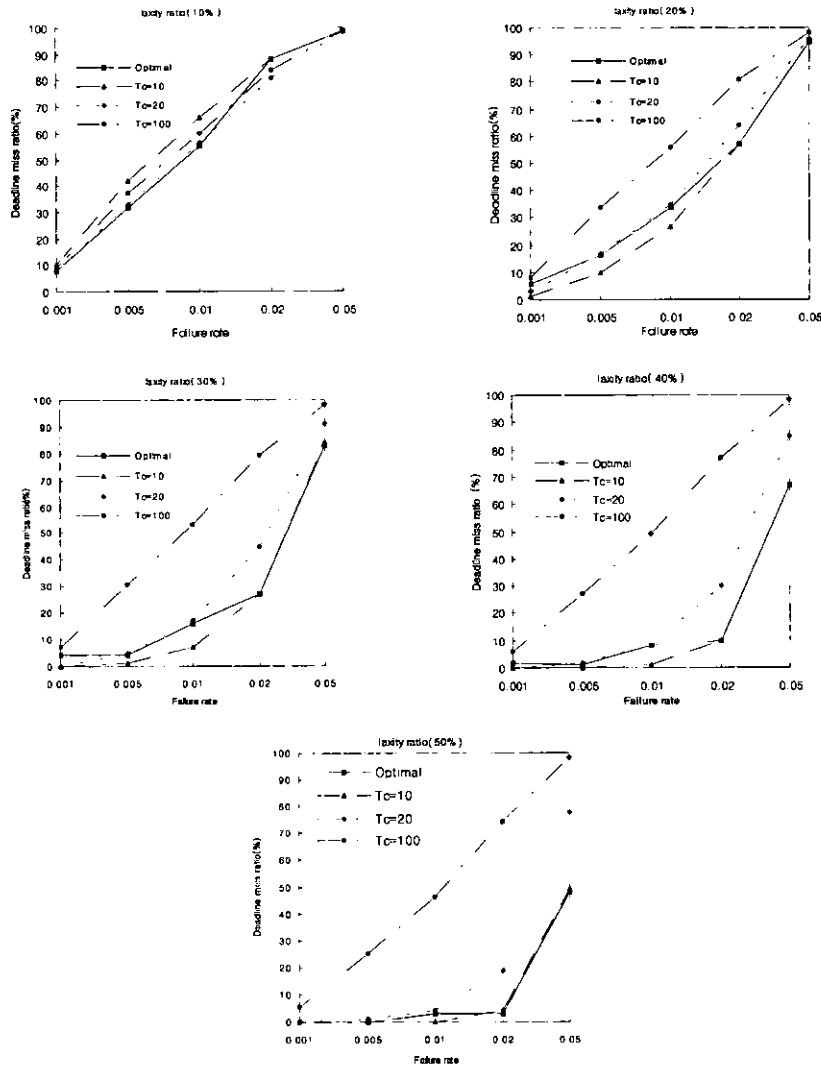 laxity ratio(10%)
100
90
80
70
60
50
40
30
20
10
0
Deadline miss ratio(%)
Optimal
Tc=10
Tc=20
Tc=100
0.001 0.005 0.01 0.02 0.05
Failure rate
laxity ratio(20%)
100
90
80
70
60
50
40
30
20
10
0
Deadline miss ratio(%)
Optimal
Tc=10
Tc=20
Tc=100
0.001 0.005 0.01 0.02 0.05
Failure rate
laxity ratio(30%)
100
90
80
70
60
50
40
30
20
10
0
Deadline miss ratio(%)
Optimal
Tc=10
Tc=20
Tc=100
0.001 0.005 0.01 0.02 0.05
Failure rate
laxity ratio(40%)
100
90
80
70
60
50
40
30
20
10
0
Deadline miss ratio (%)
Optimal
Tc=10
Tc=20
Tc=100
0.001 0.005 0.01 0.02 0.05
Failure rate
laxity ratio(50%)
100
90
80
70
60
50
40
30
20
10
0
Deadline miss ratio(%)
Optimal
Tc=10
Tc=20
Tc=100
0.001 0.005 0.01 0.02 0.05
Failure rate